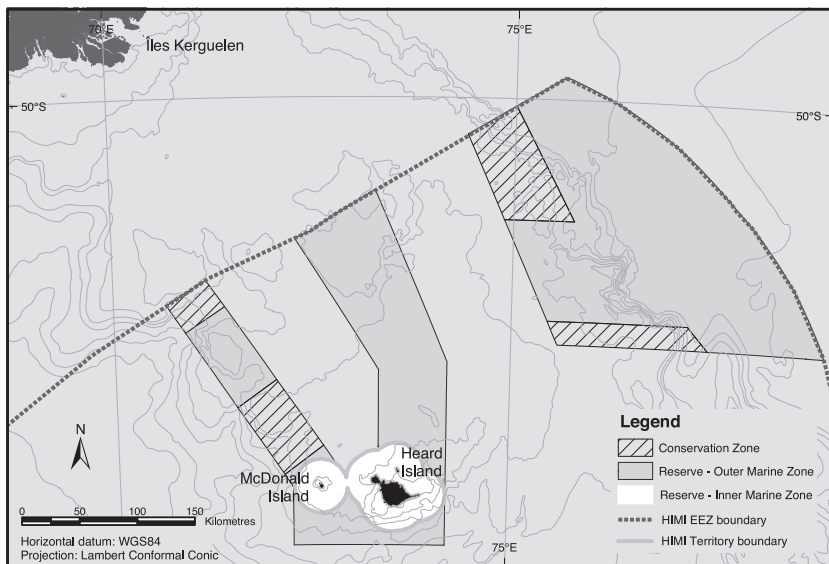 70°E
75°E
Îles Kerguelen
50°S
50°S
Heard
Island
McDonald
Island
75°E
N
0 50 100 150
Kilometres
Horizontal datum: WGS84
Projection: Lambert Conformal Conic
Legend
Conservation Zone
Reserve - Outer Marine Zone
Reserve - Inner Marine Zone
HIMI EEZ boundary
HIMI Territory boundary